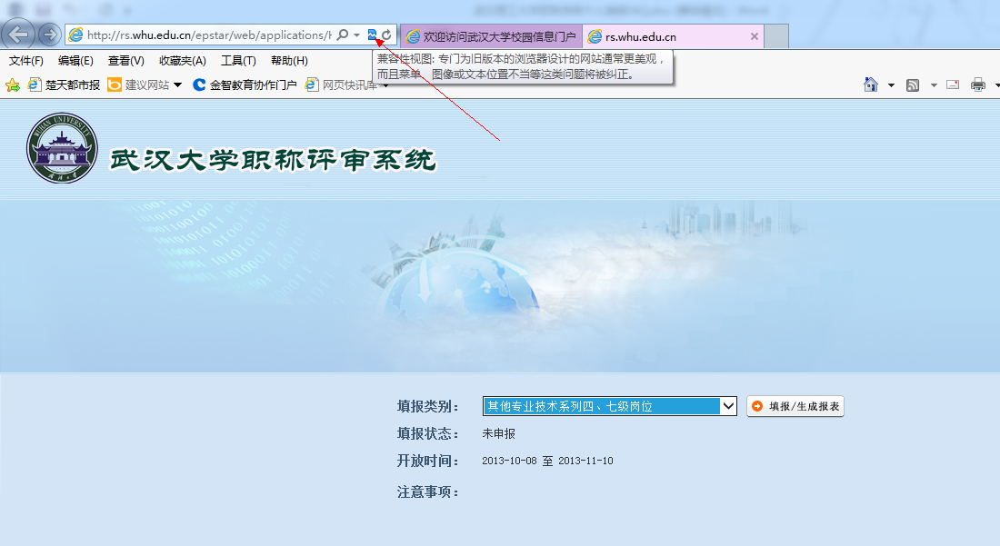 http://rs.whu.edu.cn/epstar/web/applications/
欢迎访问武汉大学校园信息门户
rs.whu.edu.cn
文件(F) 编辑(E) 查看(V) 收藏夹(A) 工具(T) 帮助(H)
兼容性视图: 专门为旧版本的浏览器设计的网站通常更美观，
而且菜单、图像或文本位置不当等这类问题将被纠正。
楚天都市报 建议网站 金智教育协作门户 网页快讯库
WUHAN UNIVERSITY
武汉大学职称评审系统
填报类别： 其他专业技术系列四、七级岗位 填报/生成报表
填报状态： 未申报
开放时间： 2013-10-08 至 2013-11-10
注意事项：